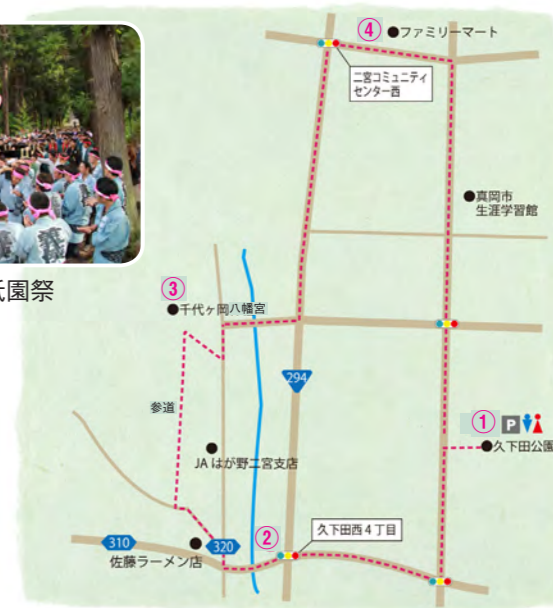 ④
ファミリーマート
二宮コミュニティ
センター西
真岡市
生涯学習館
園祭
③
千代ヶ岡八幡宮
294
参道
①
P
久下田公園
JAはが野二宮支店
久下田西4丁目
②
310
320
佐藤ラーメン店